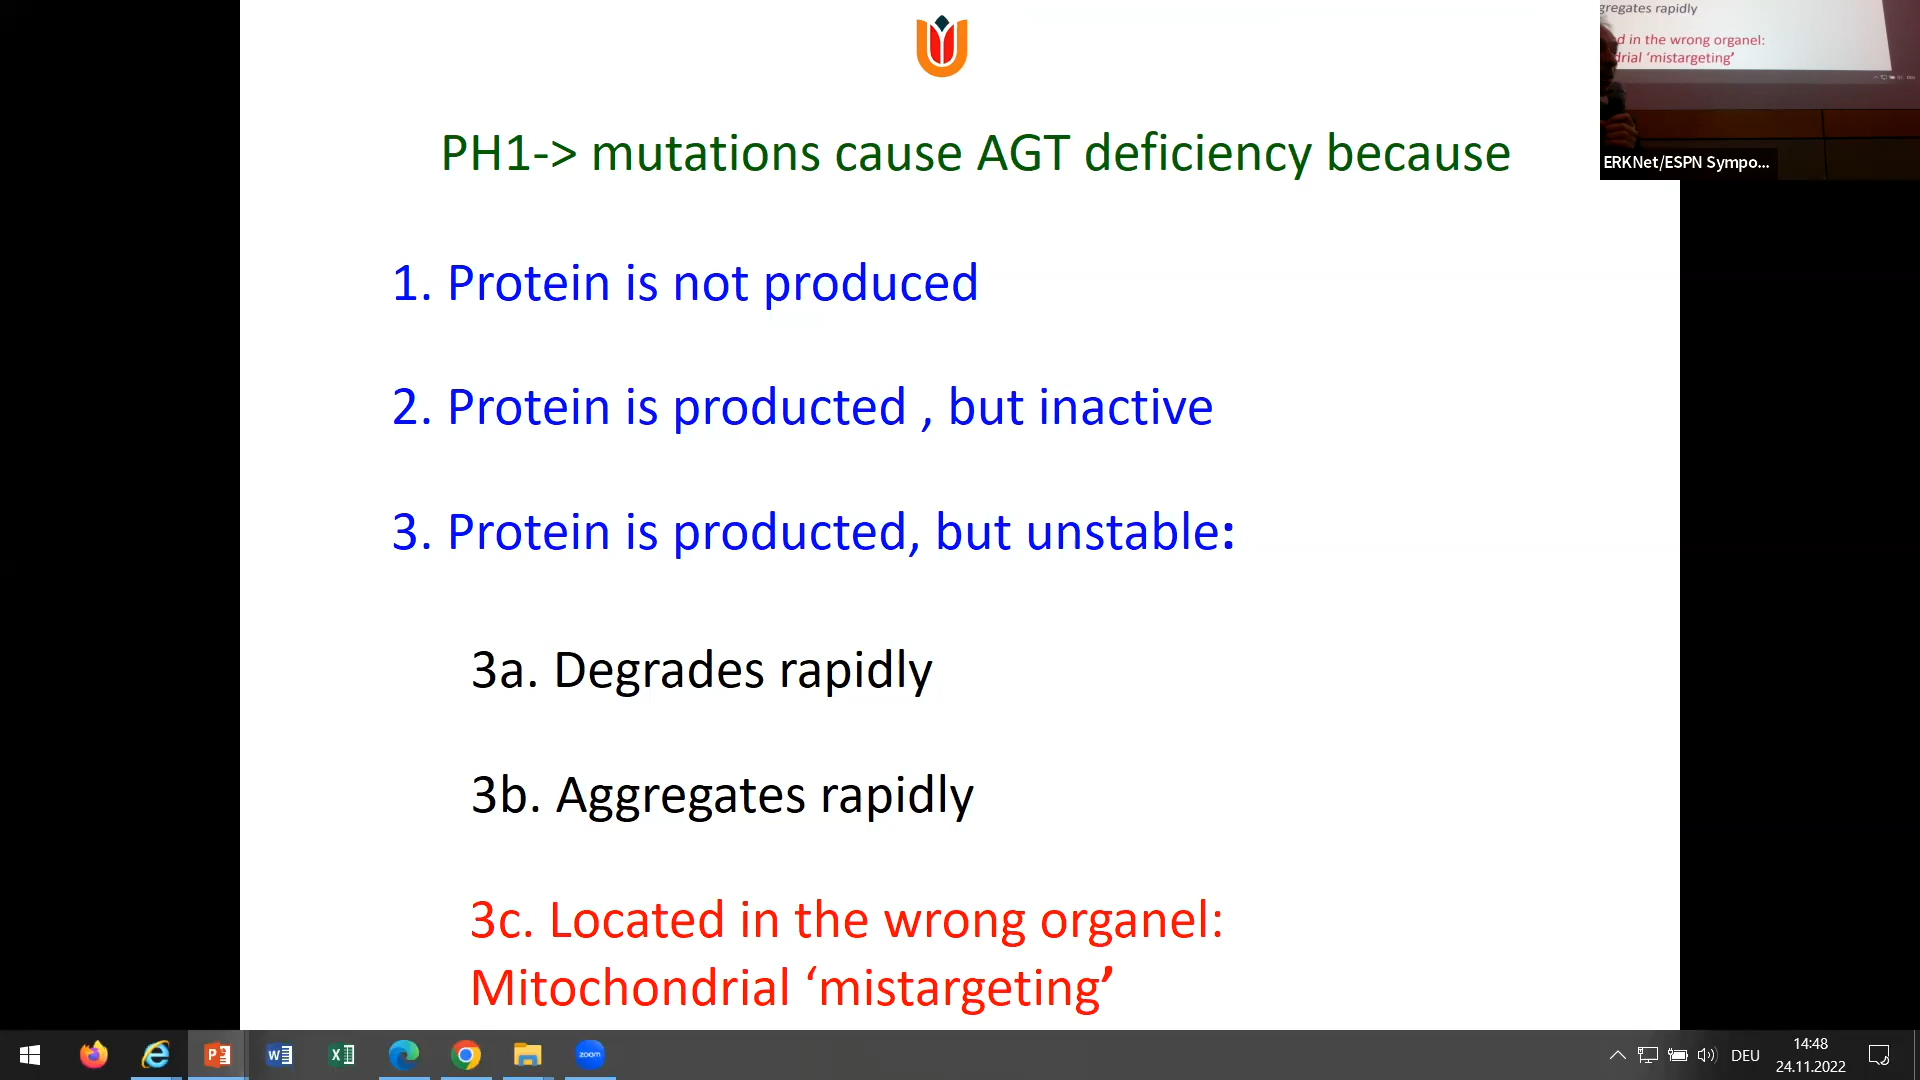 PH1-> mutations cause AGT deficiency because
1. Protein is not produced
2. Protein is producted , but inactive
3. Protein is producted, but unstable:
3a. Degrades rapidly
3b. Aggregates rapidly
3c. Located in the wrong organel:
Mitochondrial ‘mistargeting’
gregates rapidly
d in the wrong organel:
drial ‘mistargeting’
ERKNet/ESPN Sympo...
zoom
DEU
14:48
24.11.2022